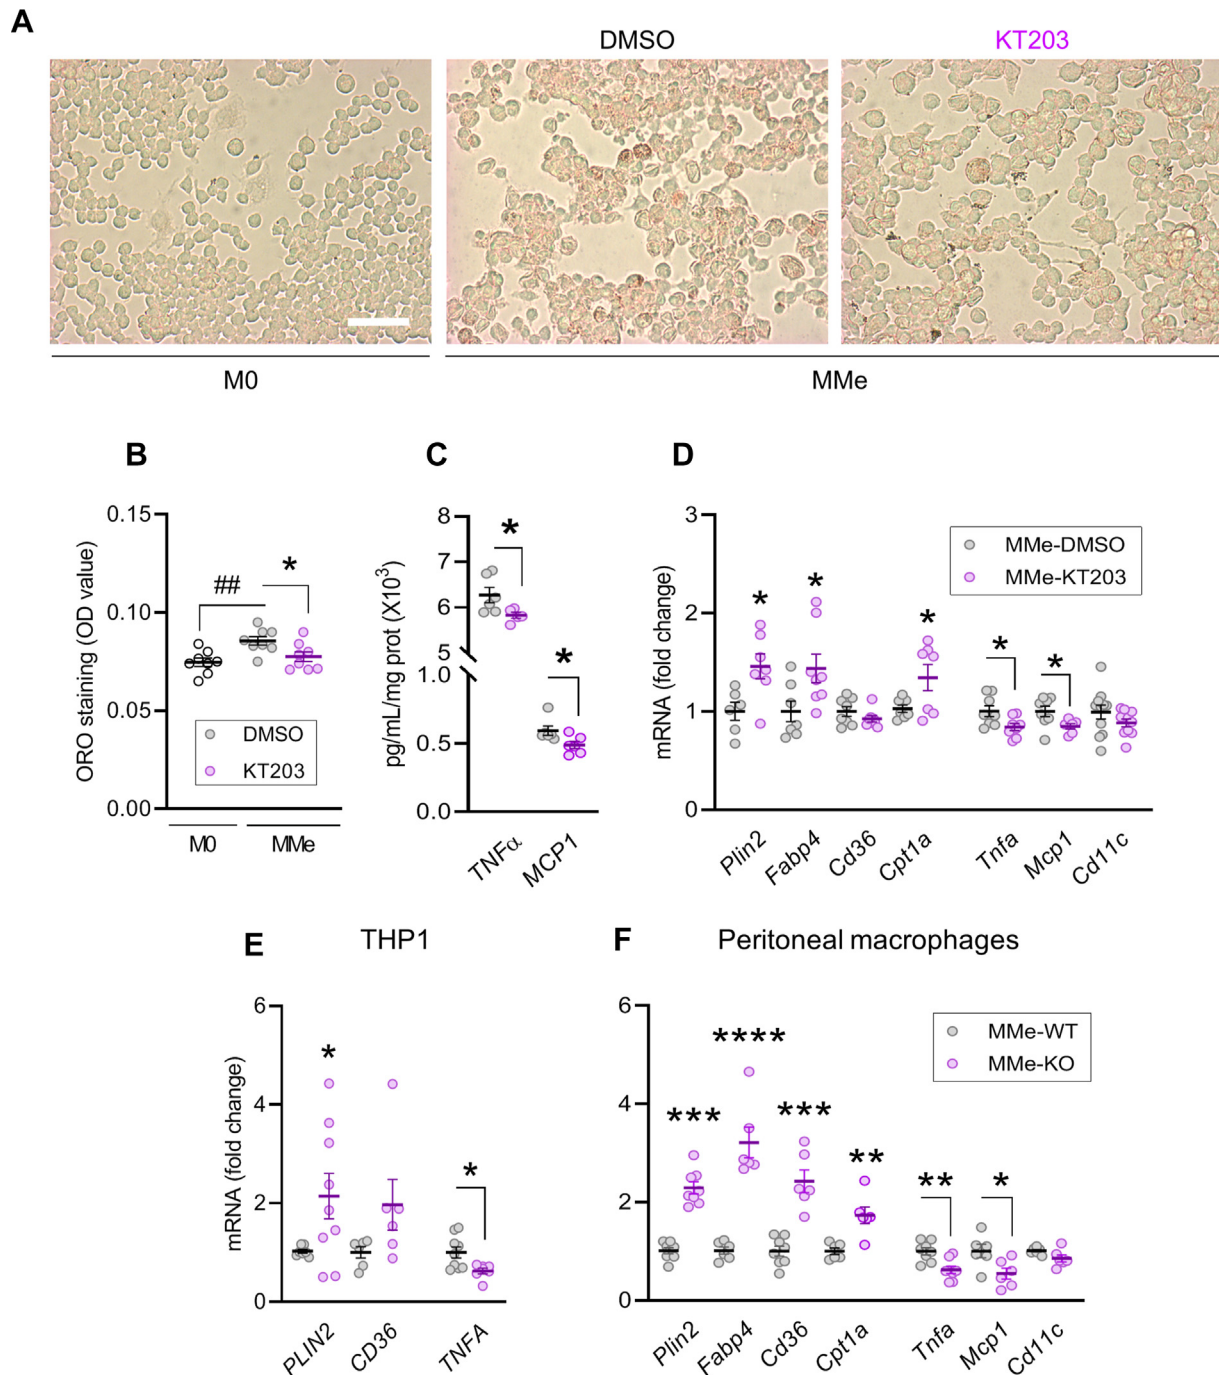 A
DMSO
KT203
M0
MMe
B
ORO staining (OD value)
0.15
0.10
0.05
0.00
##
*
DMSO
KT203
M0
MMe
C
pg/mL/mg prot (X10³)
8
7
6
5
1.0
0.5
0.0
*
*
TNFα
MCP1
D
mRNA (fold change)
3
2
1
0
MMe-DMSO
MMe-KT203
*
*
*
*
*
Plin2
Fabp4
Cd36
Cpt1a
Tnfa
Mcp1
Cd11c
E
THP1
mRNA (fold change)
6
4
2
0
*
*
PLIN2
CD36
TNFA
F
Peritoneal macrophages
6
4
2
0
MMe-WT
MMe-KO
***
****
***
**
**
*
Plin2
Fabp4
Cd36
Cpt1a
Tnfa
Mcp1
Cd11c